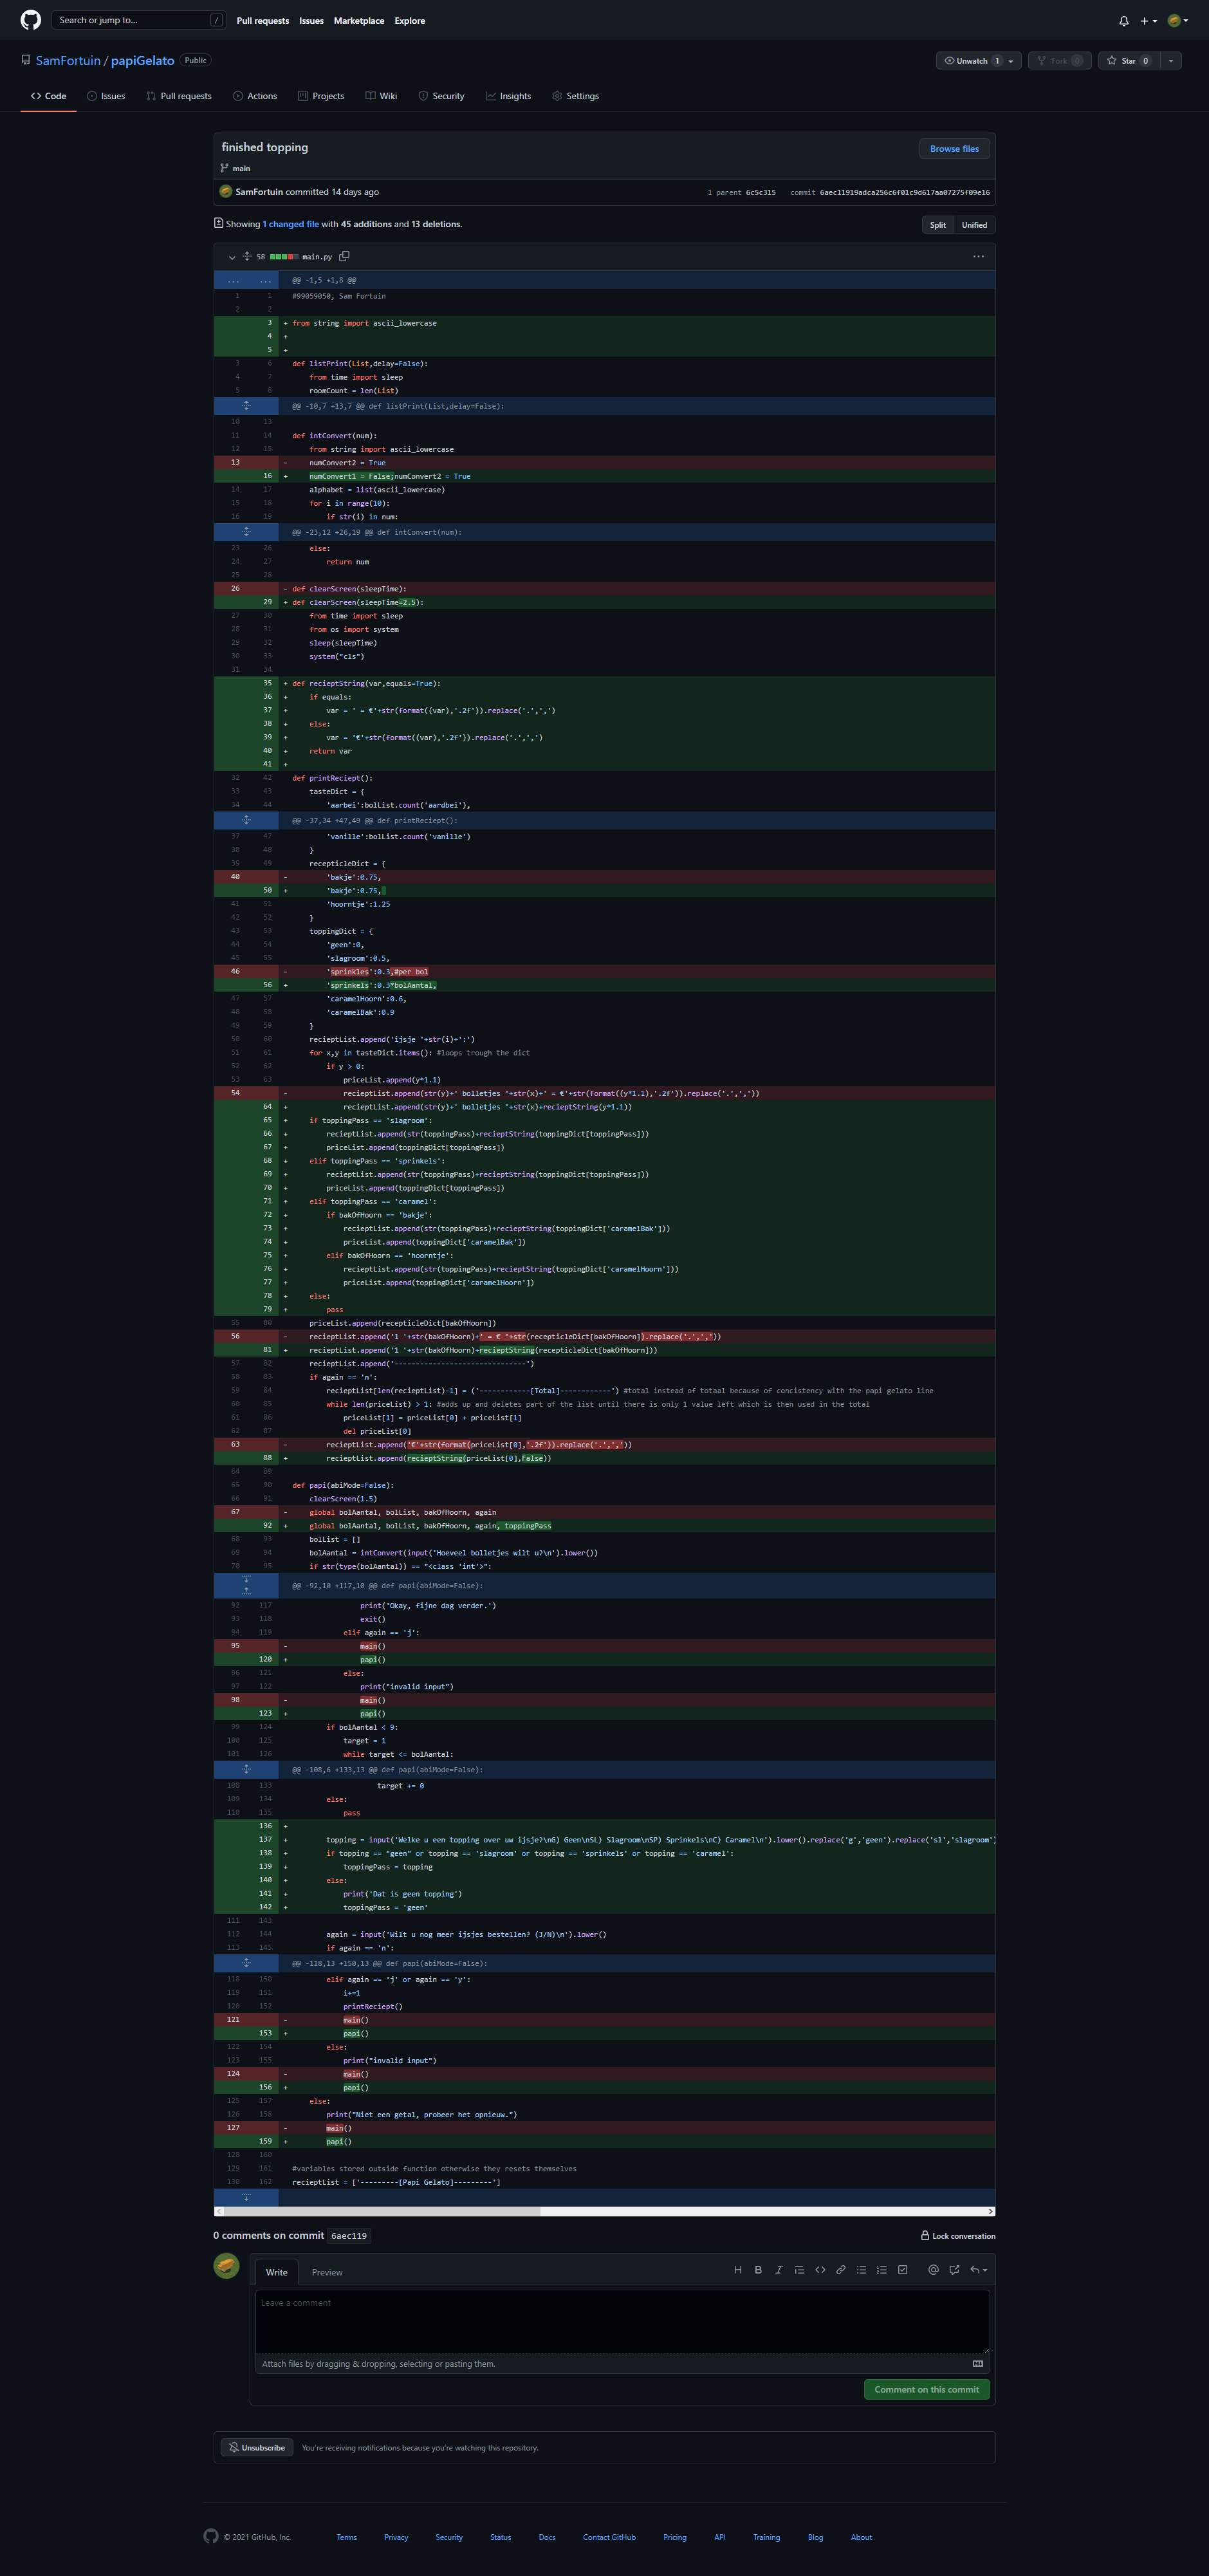 Search or jump to... /
Pull requests Issues Marketplace Explore
SamFortuin / papiGelato Public
Unwatch 1 Fork 0 Star 0
Code Issues Pull requests Actions Projects Wiki Security Insights Settings
finished topping
Browse files
main
SamFortuin committed 14 days ago
1 parent 6c5c315 commit 6aec11919adca256c6f01c9d617aa07275f09e16
Showing 1 changed file with 45 additions and 13 deletions.
Split Unified
58 main.py
... ... @@ -1,5 +1,8 @@
1 1 #99059050, Sam Fortuin
2 2
3 + from string import ascii_lowercase
4 +
5 +
3 6 def listPrint(List,delay=False):
4 7 from time import sleep
5 8 roomCount = len(List)
@@ -10,7 +13,7 @@ def listPrint(List,delay=False):
10 13
11 14 def intConvert(num):
12 15 from string import ascii_lowercase
13 - numConvert2 = True
16 + numConvert1 = False;numConvert2 = True
14 17 alphabet = list(ascii_lowercase)
15 18 for i in range(10):
16 19 if str(i) in num:
@@ -23,12 +26,19 @@ def intConvert(num):
23 26 else:
24 27 return num
25 28
26 - def clearScreen(sleepTime):
29 + def clearScreen(sleepTime=2.5):
27 30 from time import sleep
28 31 from os import system
29 32 sleep(sleepTime)
30 33 system("cls")
31 34
35 + def recieptString(var,equals=True):
36 + if equals:
37 + var = ' = €'+str(format((var),'.2f')).replace('.',',')
38 + else:
39 + var = '€'+str(format((var),'.2f')).replace('.',',')
40 + return var
41 +
32 42 def printReciept():
33 43 tasteDict = {
34 44 'aarbei':bolList.count('aardbei'),
@@ -37,34 +47,49 @@ def printReciept():
37 47 'vanille':bolList.count('vanille')
38 48 }
39 49 recepticleDict = {
40 - 'bakje':0.75,
50 + 'bakje':0.75,
41 51 'hoorntje':1.25
42 52 }
43 53 toppingDict = {
44 54 'geen':0,
45 55 'slagroom':0.5,
46 - 'sprinkles':0.3,#per bol
56 + 'sprinkels':0.3*bolAantal,
47 57 'caramelHoorn':0.6,
48 58 'caramelBak':0.9
49 59 }
50 60 recieptList.append('ijsje '+str(i)+':')
51 61 for x,y in tasteDict.items(): #loops trough the dict
52 62 if y > 0:
53 63 priceList.append(y*1.1)
54 - recieptList.append(str(y)+' bolletjes '+str(x)+' = €'+str(format((y*1.1),'.2f')).replace('.',','))
64 + recieptList.append(str(y)+' bolletjes '+str(x)+recieptString(y*1.1))
65 + if toppingPass == 'slagroom':
66 + recieptList.append(str(toppingPass)+recieptString(toppingDict[toppingPass]))
67 + priceList.append(toppingDict[toppingPass])
68 + elif toppingPass == 'sprinkels':
69 + recieptList.append(str(toppingPass)+recieptString(toppingDict[toppingPass]))
70 + priceList.append(toppingDict[toppingPass])
71 + elif toppingPass == 'caramel':
72 + if bakOfHoorn == 'bakje':
73 + recieptList.append(str(toppingPass)+recieptString(toppingDict['caramelBak']))
74 + priceList.append(toppingDict['caramelBak'])
75 + elif bakOfHoorn == 'hoorntje':
76 + recieptList.append(str(toppingPass)+recieptString(toppingDict['caramelHoorn']))
77 + priceList.append(toppingDict['caramelHoorn'])
78 + else:
79 + pass
55 80 priceList.append(recepticleDict[bakOfHoorn])
56 - recieptList.append('1 '+str(bakOfHoorn)+' = € '+str(recepticleDict[bakOfHoorn]).replace('.',','))
81 + recieptList.append('1 '+str(bakOfHoorn)+recieptString(recepticleDict[bakOfHoorn]))
57 82 recieptList.append('-------------------------------')
58 83 if again == 'n':
59 84 recieptList[len(recieptList)-1] = ('------------[Total]------------') #total instead of totaal because of concistency with the papi gelato line
60 85 while len(priceList) > 1: #adds up and deletes part of the list until there is only 1 value left which is then used in the total
61 86 priceList[1] = priceList[0] + priceList[1]
62 87 del priceList[0]
63 - recieptList.append('€'+str(format(priceList[0],'.2f')).replace('.',','))
88 + recieptList.append(recieptString(priceList[0],False))
64 89
65 90 def papi(abiMode=False):
66 91 clearScreen(1.5)
67 - global bolAantal, bolList, bakOfHoorn, again
92 + global bolAantal, bolList, bakOfHoorn, again, toppingPass
68 93 bolList = []
69 94 bolAantal = intConvert(input('Hoeveel bolletjes wilt u?\n').lower())
70 95 if str(type(bolAantal)) == "<class 'int'>":
@@ -92,10 +117,10 @@ def papi(abiMode=False):
92 117 print('Okay, fijne dag verder.')
93 118 exit()
94 119 elif again == 'j':
95 - main()
120 + papi()
96 121 else:
97 122 print("invalid input")
98 - main()
123 + papi()
99 124 if bolAantal < 9:
100 125 target = 1
101 126 while target <= bolAantal:
@@ -108,6 +133,13 @@ def papi(abiMode=False):
108 133 target += 0
109 134 else:
110 135 pass
136 +
137 + topping = input('Welke u een topping over uw ijsje?\nG) Geen\nSL) Slagroom\nSP) Sprinkels\nC) Caramel\n').lower().replace('g','geen').replace('sl','slagroom')
138 + if topping == "geen" or topping == 'slagroom' or topping == 'sprinkels' or topping == 'caramel':
139 + toppingPass = topping
140 + else:
141 + print('Dat is geen topping')
142 + toppingPass = 'geen'
111 143
112 144 again = input('Wilt u nog meer ijsjes bestellen? (J/N)\n').lower()
113 145 if again == 'n':
@@ -118,13 +150,13 @@ def papi(abiMode=False):
118 150 elif again == 'j' or again == 'y':
119 151 i+=1
120 152 printReciept()
121 - main()
153 + papi()
122 154 else:
123 155 print("invalid input")
124 - main()
156 + papi()
125 157 else:
126 158 print("Niet een getal, probeer het opnieuw.")
127 - main()
159 + papi()
128 160
129 161 #variables stored outside function otherwise they resets themselves
130 162 recieptList = ['---------[Papi Gelato]---------']
0 comments on commit 6aec119
Lock conversation
Write Preview
Leave a comment
Attach files by dragging & dropping, selecting or pasting them.
Comment on this commit
Unsubscribe You're receiving notifications because you're watching this repository.
© 2021 GitHub, Inc. Terms Privacy Security Status Docs Contact GitHub Pricing API Training Blog About